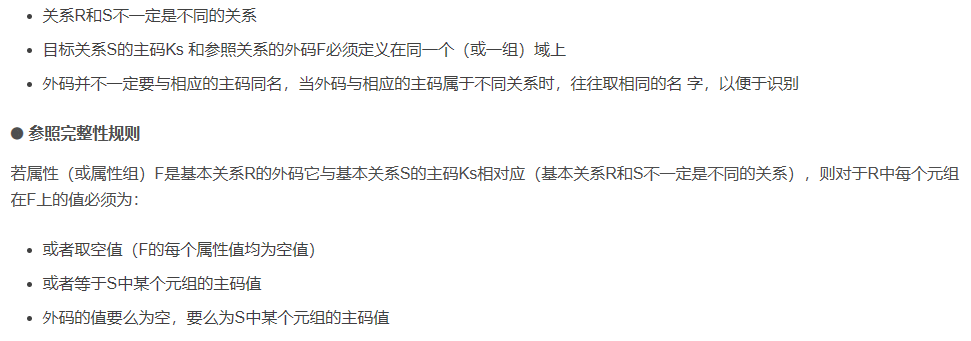 关系R和S不一定是不同的关系
目标关系S的主码Ks 和参照关系的外码F必须定义在同一个（或一组）域上
外码并不一定要与相应的主码同名，当外码与相应的主码属于不同关系时，往往取相同的名 字，以便于识别
● 参照完整性规则
若属性（或属性组）F是基本关系R的外码它与基本关系S的主码Ks相对应（基本关系R和S不一定是不同的关系），则对于R中每个元组
在F上的值必须为：
或者取空值（F的每个属性值均为空值）
或者等于S中某个元组的主码值
外码的值要么为空，要么为S中某个元组的主码值